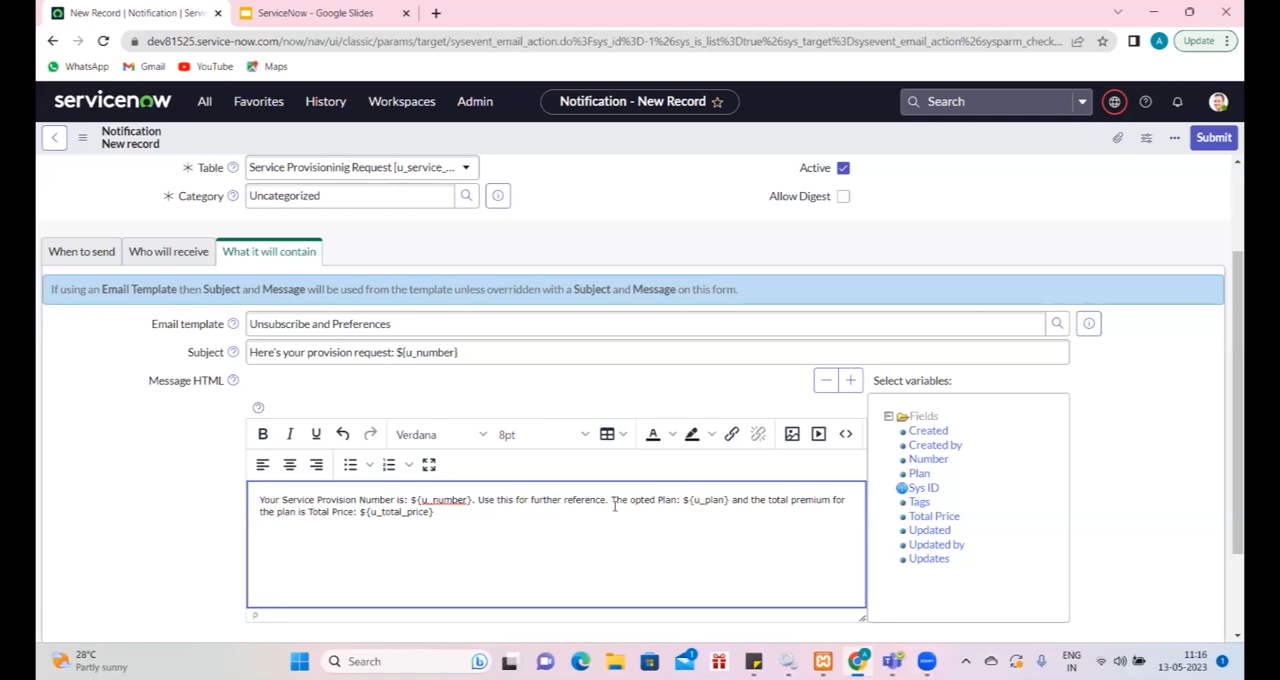 New Record | Notification | Servi
ServiceNow - Google Slides
dev81525.service-now.com/now/nav/ui/classic/params/target/sysevent_email_action.do%3Fsys_id%3D-1%26sys_is_list%3Dtrue%26sys_target%3Dsysevent_email_action%26sysparm_check...
A
Update
WhatsApp
Gmail
YouTube
Maps
servicenow
All
Favorites
History
Workspaces
Admin
Notification - New Record
Search
Notification
New record
Submit
Table
Service Provisioninig Request [u_service_...
Active
Category
Uncategorized
Allow Digest
When to send
Who will receive
What it will contain
If using an Email Template then Subject and Message will be used from the template unless overridden with a Subject and Message on this form.
Email template
Unsubscribe and Preferences
Subject
Here's your provision request: ${u_number}
Message HTML
Select variables:
Fields
Created
Created by
Number
Plan
Sys ID
Tags
Total Price
Updated
Updated by
Updates
B I U
Verdana
8pt
A
Your Service Provision Number is: ${u_number}. Use this for further reference. The opted Plan: ${u_plan} and the total premium for
the plan is Total Price: ${u_total_price}
P
28°C
Partly sunny
Search
1
ENG
IN
11:16
13-05-2023
1